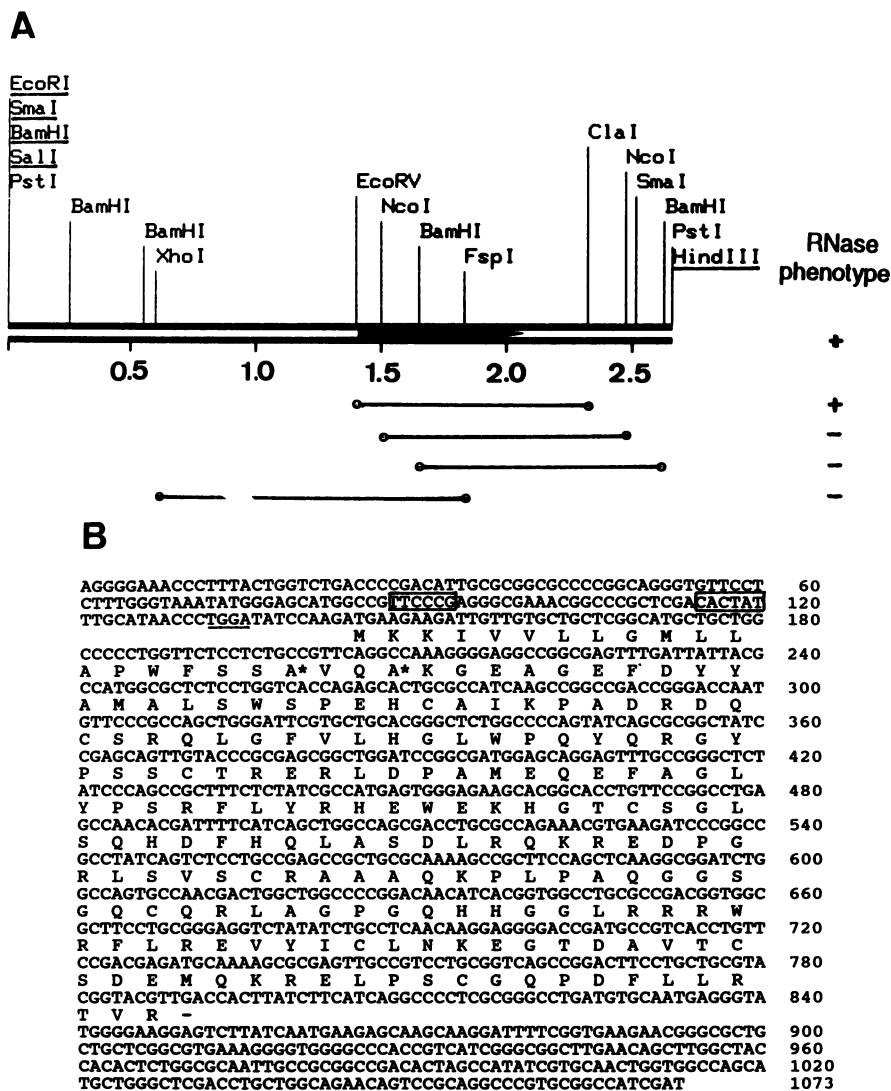 A
EcoRI
SmaI
BamHI
SalI
PstI
BamHI
BamHI
XhoI
EcoRV
NcoI
BamHI
FspI
ClaI
NcoI
SmaI
BamHI
PstI
HindIII
RNase
phenotype
+
0.5 1.0 1.5 2.0 2.5
+
-
-
-
B
AGGGGAAACCCTTTACTGGTCTGACCCCGACATTGCGCGGCGCCCCGGCAGGGTGTTCCT 60
CTTTGGGTAAATATGGGAGCATGGCCGTTCCCGAGGGCGAAACGGCCCGCTCGACACTAT 120
TTGCATAACCCTGGATATCCAAGATGAAGAAGATTGTTGTGCTGCTCGGCATGCTGCTGG 180
M K K I V V L L G M L L
CCCCCTGGTTCTCCTCTGCCGTTCAGGCCAAAGGGGAGGCCGGCGAGTTTGATTATTACG 240
A P W F S S A* V Q A* K G E A G E F D Y Y
CCATGGCGCTCTCCTGGTCACCAGAGCACTGCGCCATCAAGCCGGCCGACCGGGACCAAT 300
A M A L S W S P E H C A I K P A D R D Q
GTTCCCGCCAGCTGGGATTCGTGCTGCACGGGCTCTGGCCCCAGTATCAGCGCGGCTATC 360
C S R Q L G F V L H G L W P Q Y Q R G Y
CGAGCAGTTGTACCCGCGAGCGGCTGGATCCGGCGATGGAGCAGGAGTTTGCCGGGCTCT 420
P S S C T R E R L D P A M E Q E F A G L
ATCCCAGCCGCTTTCTCTATCGCCATGAGTGGGAGAAGCACGGCACCTGTTCCGGCCTGA 480
Y P S R F L Y R H E W E K H G T C S G L
GCCAACACGATTTTCATCAGCTGGCCAGCGACCTGCGCCAGAAACGTGAAGATCCCGGCC 540
S Q H D F H Q L A S D L R Q K R E D P G
GCCTATCAGTCTCCTGCCGAGCCGCTGCGCAAAAGCCGCTTCCAGCTCAAGGCGGATCTG 600
R L S V S C R A A A Q K P L P A Q G G S
GCCAGTGCCAACGACTGGCTGGCCCCGGACAACATCACGGTGGCCTGCGCCGACGGTGGC 660
G Q C Q R L A G P G Q H H G G L R R R W
GCTTCCTGCGGGAGGTCTATATCTGCCTCAACAAGGAGGGGACCGATGCCGTCACCTGTT 720
R F L R E V Y I C L N K E G T D A V T C
CCGACGAGATGCAAAAGCGCGAGTTGCCGTCCTGCGGTCAGCCGGACTTCCTGCTGCGTA 780
S D E M Q K R E L P S C G Q P D F L L R
CGGTACGTTGACCACTTATCTTCATCAGGCCCCTCGCGGGCCTGATGTGCAATGAGGGTA 840
T V R -
TGGGGAAGGAGTCTTATCAATGAAGAGCAAGCAAGGATTTTCGGTGAAGAACGGGCGCTG 900
CTGCTCGGCGTGAAAGGGGTGGGGCCCACCGTCATCGGGCGGCTTGAACAGCTTGGCTAC 960
CACACTCTGGCGCAATTGCCGCGCGACACTAGCCATATCGTGCAACTGGTGGCCAGCA 1020
TGCTGGGCTCGACCTGCTGGCAGAACAGTCCGCAGGCCCGTGCGGCCATCGAT 1073